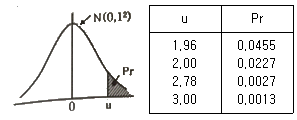 N(0,1²)
Pr
0
u
u Pr
1,96 0,0455
2,00 0,0227
2,78 0,0027
3,00 0,0013